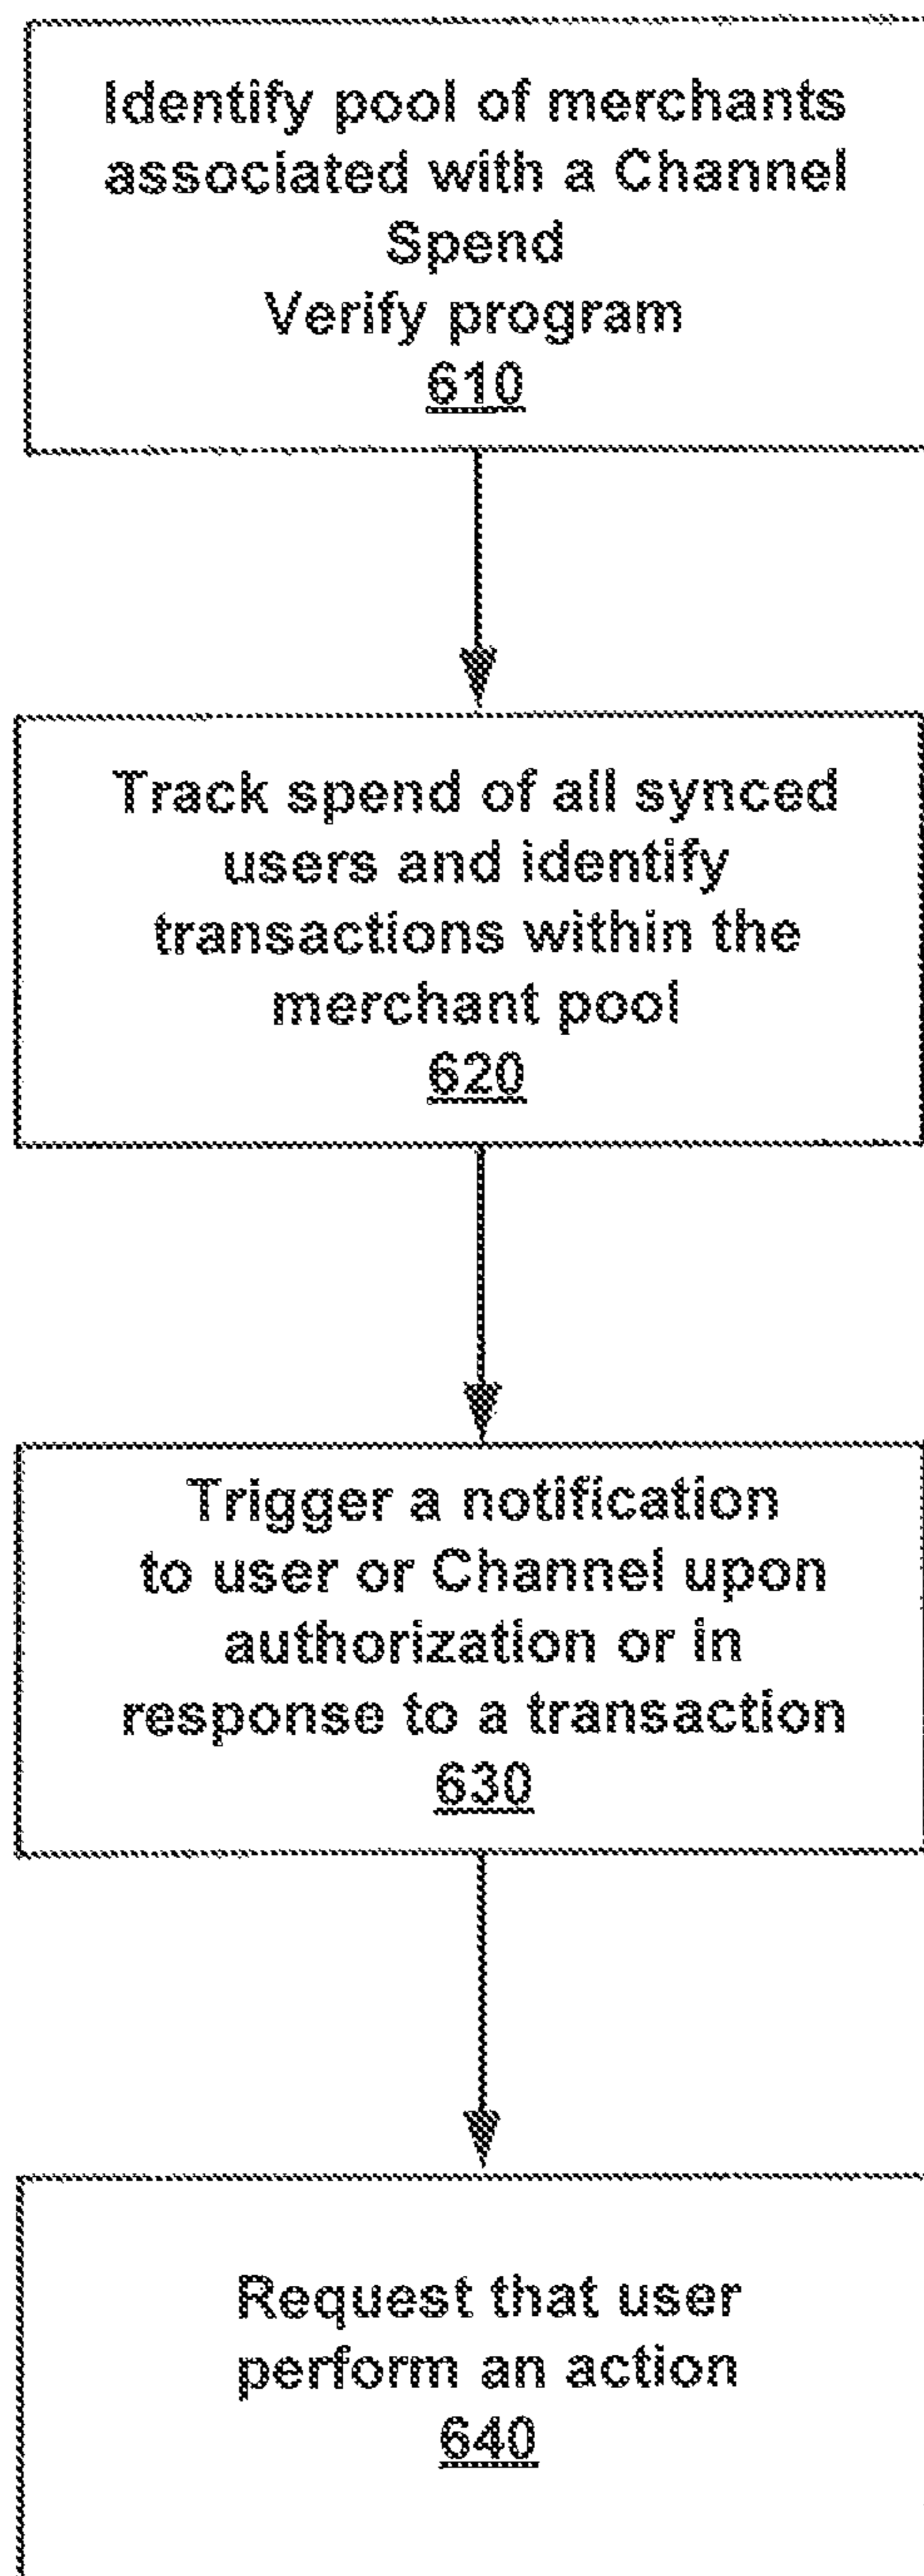 Identify pool of merchants
associated with a Channel
Spend
Verify program
610
Track spend of all synced
users and identify
transactions within the
merchant pool
620
Trigger a notification
to user or Channel upon
authorization or in
response to a transaction
630
Request that user
perform an action
640